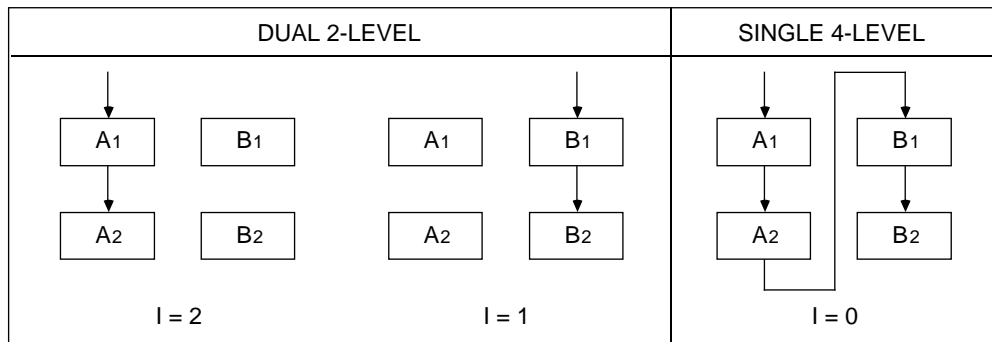 DUAL 2-LEVEL SINGLE 4-LEVEL
A1 B1 A1 B1 A1 B1
A2 B2 A2 B2 A2 B2
I = 2 I = 1 I = 0